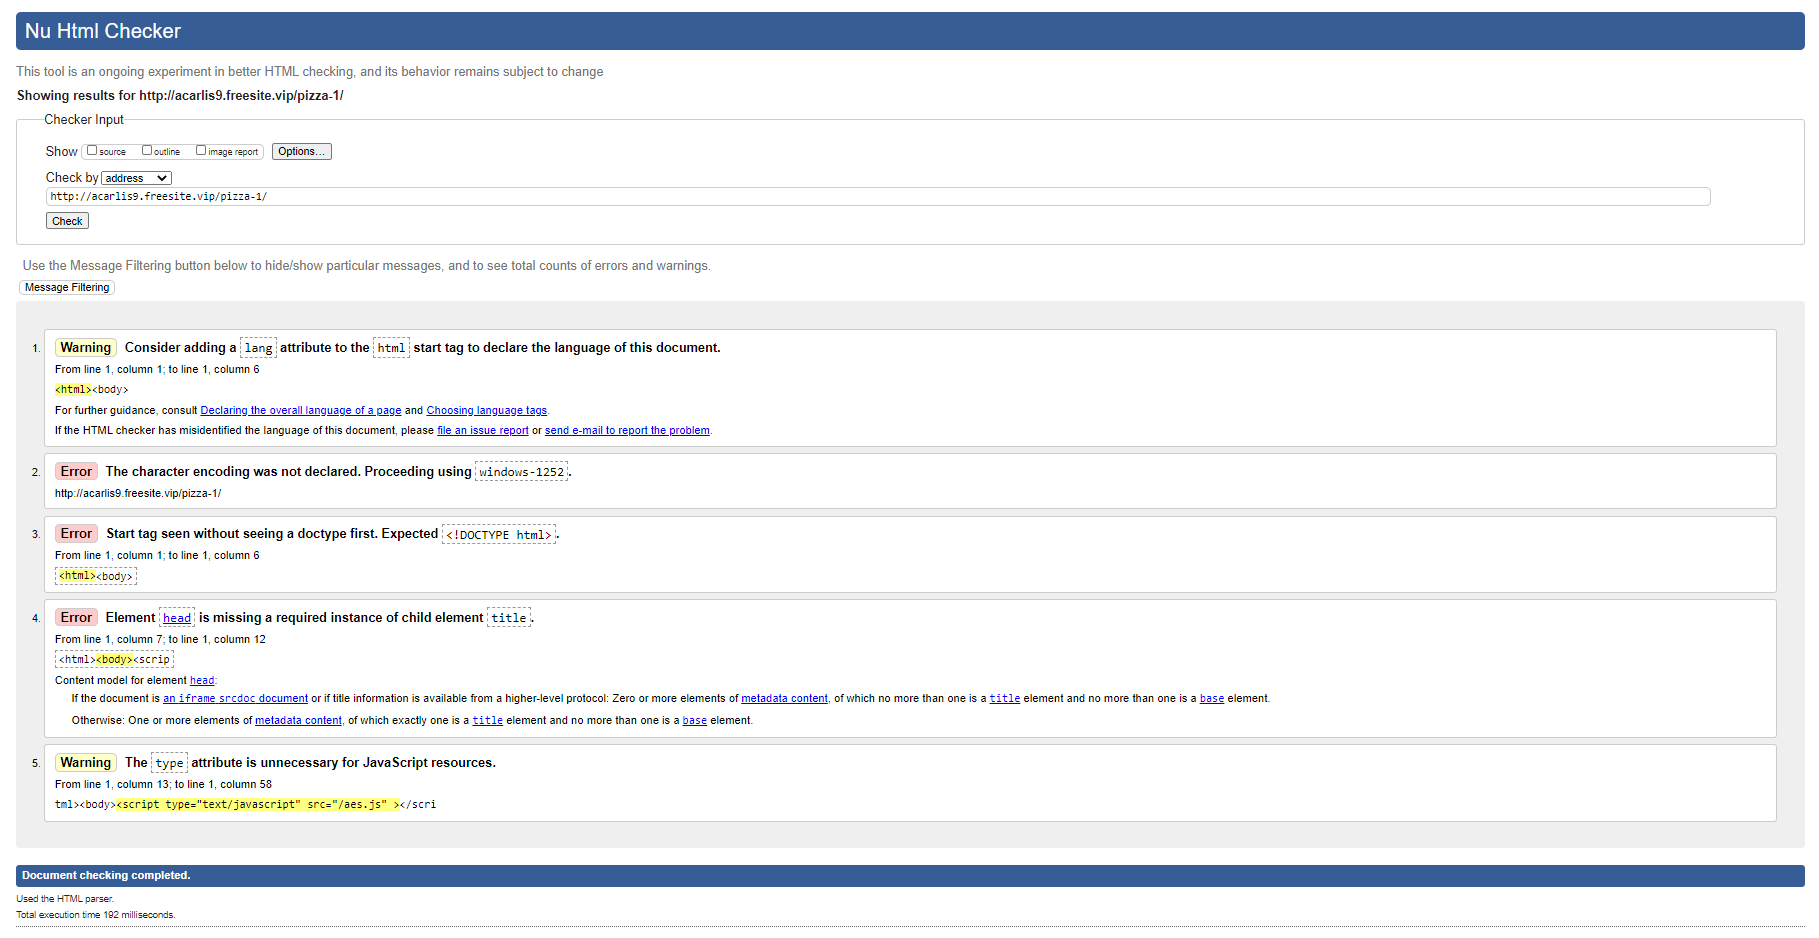 Nu Html Checker
This tool is an ongoing experiment in better HTML checking, and its behavior remains subject to change
Showing results for http://acarlis9.freesite.vip/pizza-1/
Checker Input
Show source outline image report Options...
Check by address
http://acarlis9.freesite.vip/pizza-1/
Check
Use the Message Filtering button below to hide/show particular messages, and to see total counts of errors and warnings.
Message Filtering
1. Warning Consider adding a lang attribute to the html start tag to declare the language of this document.
From line 1, column 1; to line 1, column 6
<html><body>
For further guidance, consult Declaring the overall language of a page and Choosing language tags.
If the HTML checker has misidentified the language of this document, please file an issue report or send e-mail to report the problem.
2. Error The character encoding was not declared. Proceeding using windows-1252.
http://acarlis9.freesite.vip/pizza-1/
3. Error Start tag seen without seeing a doctype first. Expected <!DOCTYPE html>.
From line 1, column 1; to line 1, column 6
<html><body>
4. Error Element head is missing a required instance of child element title.
From line 1, column 7; to line 1, column 12
<html><body><scrip
Content model for element head:
If the document is an iframe srcdoc document or if title information is available from a higher-level protocol: Zero or more elements of metadata content, of which no more than one is a title element and no more than one is a base element.
Otherwise: One or more elements of metadata content, of which exactly one is a title element and no more than one is a base element.
5. Warning The type attribute is unnecessary for JavaScript resources.
From line 1, column 13; to line 1, column 58
tml><body><script type="text/javascript" src="/aes.js" ></scri
Document checking completed.
Used the HTML parser.
Total execution time 192 milliseconds.